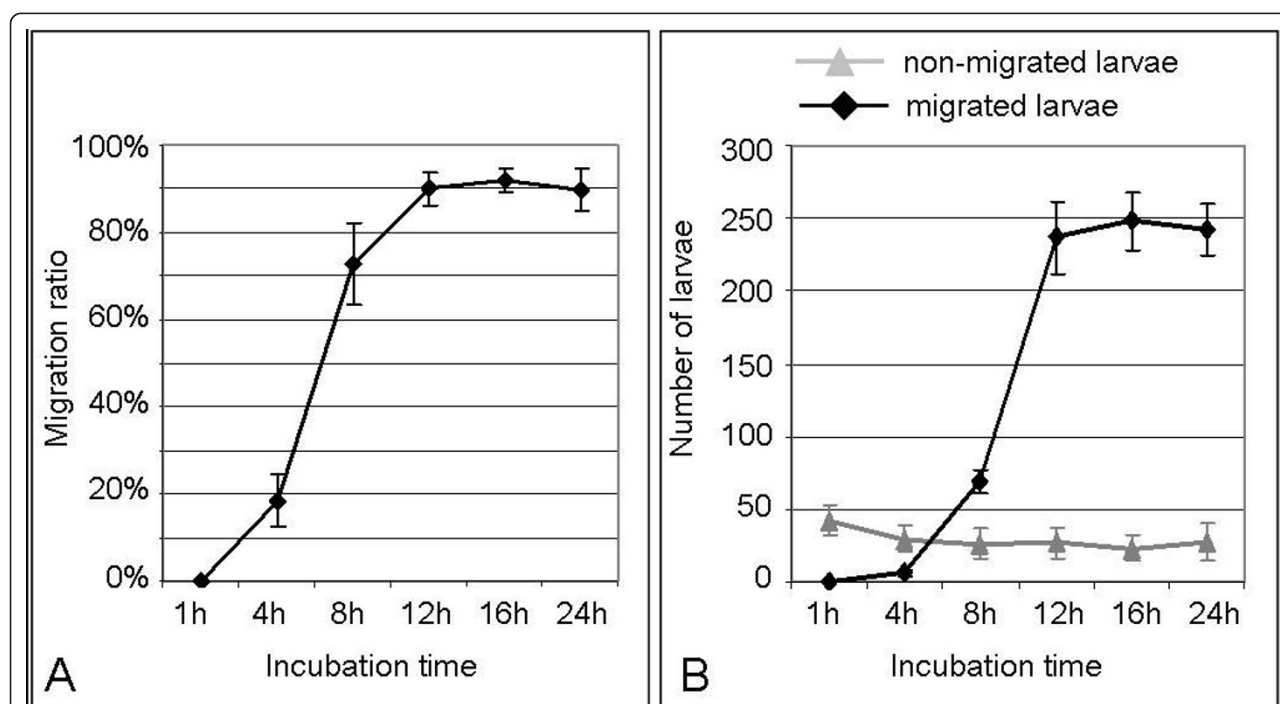 100%
80%
60%
40%
20%
0%
Migration ratio
1h 4h 8h 12h 16h 24h
Incubation time
A
non-migrated larvae
migrated larvae
300
250
200
150
100
50
0
Number of larvae
1h 4h 8h 12h 16h 24h
Incubation time
B